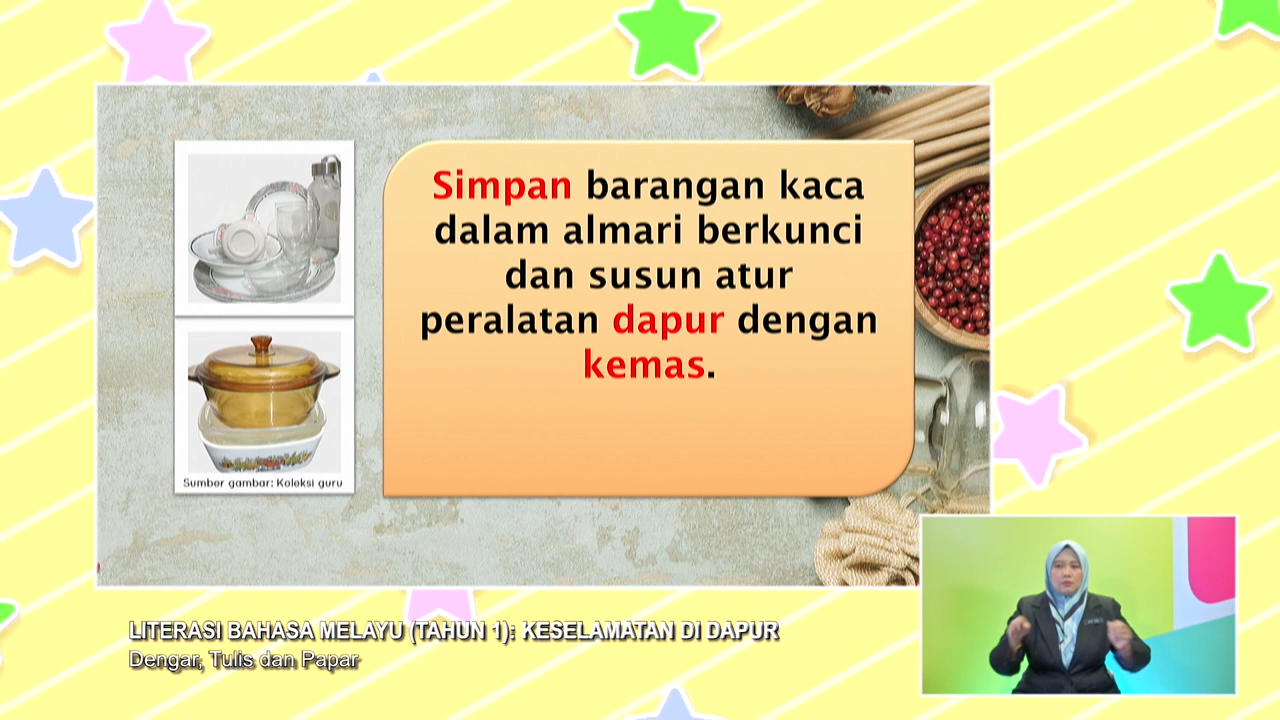 Simpan barangan kaca
dalam almari berkunci
dan susun atur
peralatan dapur dengan
kemas.
Sumber gambar: Koleksi guru
LITERASI BAHASA MELAYU (TAHUN 1): KESELAMATAN DI DAPUR
Dengar, Tulis dan Papar